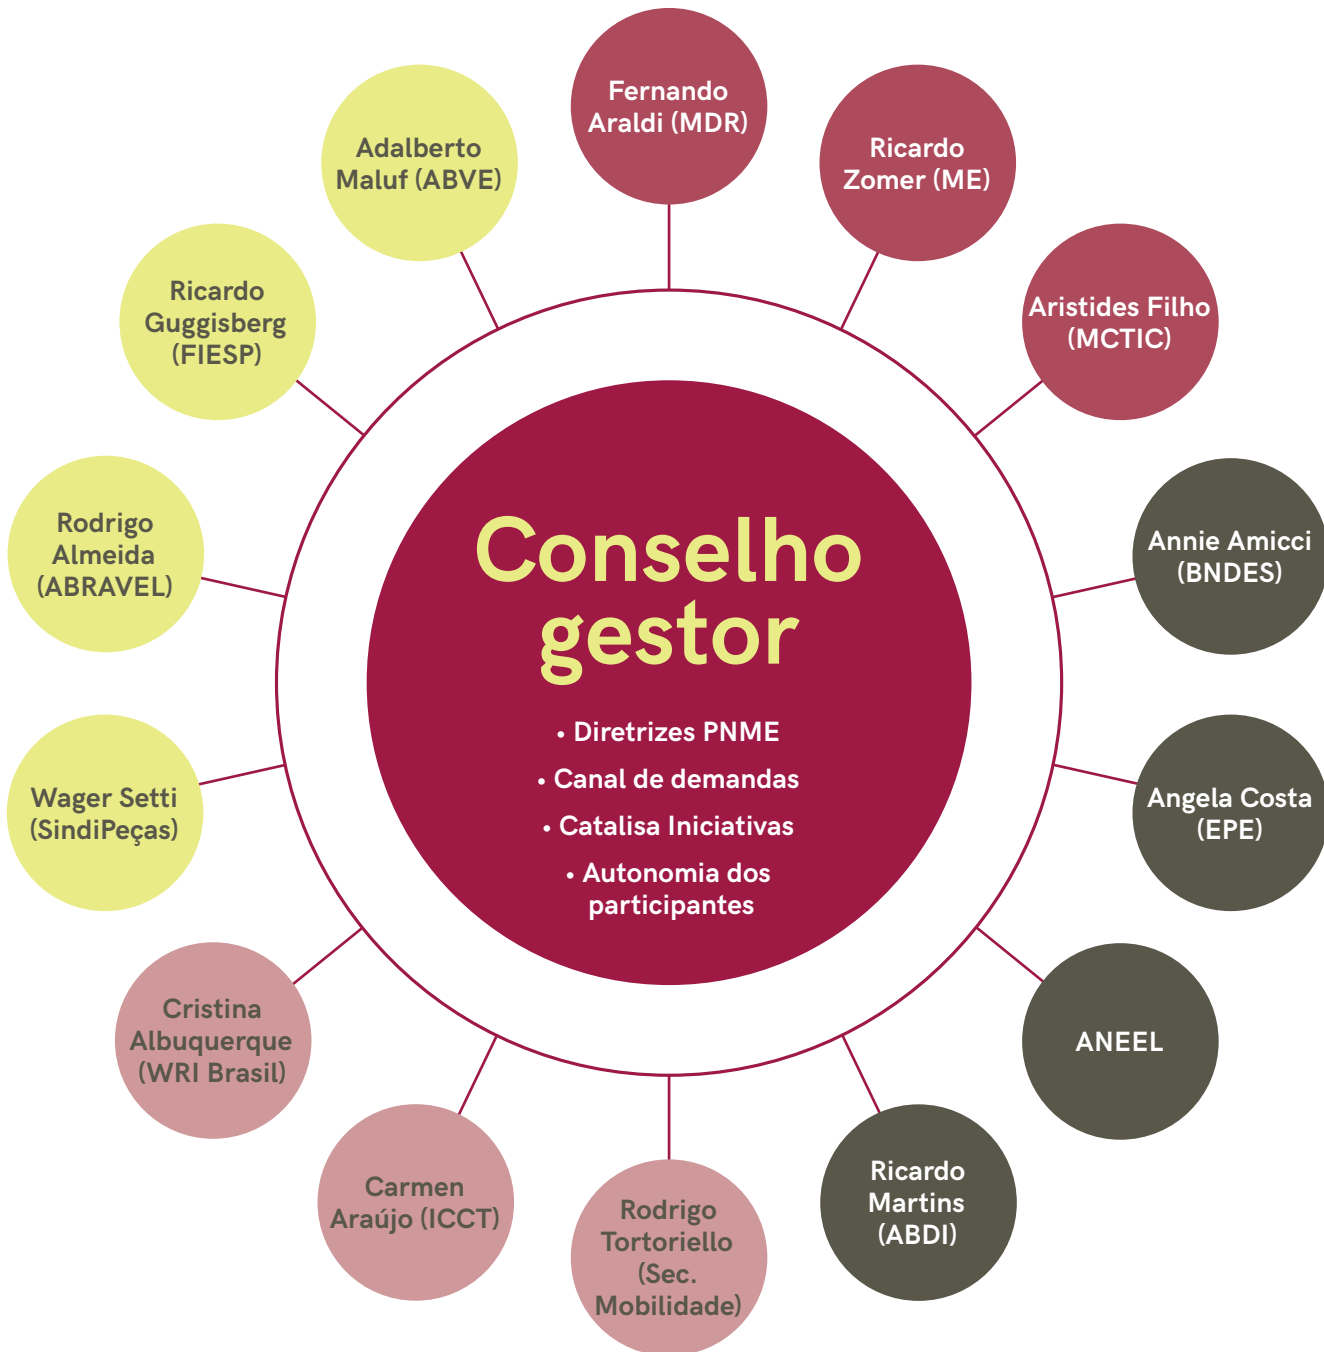 Fernando
Araldi (MDR)
Ricardo
Zomer (ME)
Aristides Filho
(MCTIC)
Annie Amicci
(BNDES)
Angela Costa
(EPE)
ANEEL
Ricardo
Martins
(ABDI)
Rodrigo
Tortoriello
(Sec.
Mobilidade)
Carmen
Araújo (ICCT)
Cristina
Albuquerque
(WRI Brasil)
Wager Setti
(SindiPeças)
Rodrigo
Almeida
(ABRAVEL)
Ricardo
Guggisberg
(FIESP)
Adalberto
Maluf (ABVE)
Conselho
gestor
• Diretrizes PNME
• Canal de demandas
• Catalisa Iniciativas
• Autonomia dos
participantes